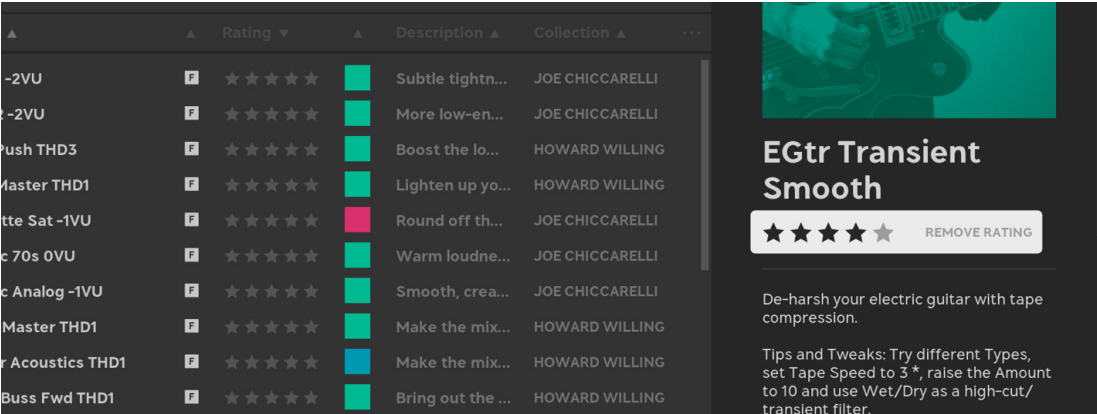 ▲ ▲ Rating ▼ ▲ Description ▲ Collection ▲ ...
-2VU F Subtle tightn... JOE CHICCARELLI
-2VU F More low-en... JOE CHICCARELLI
Push THD3 F Boost the lo... HOWARD WILLING
Master THD1 F Lighten up yo... HOWARD WILLING
tte Sat -1VU F Round off th... JOE CHICCARELLI
c 70s 0VU F Warm loudne... JOE CHICCARELLI
c Analog -1VU F Smooth, crea... JOE CHICCARELLI
Master THD1 F Make the mix... HOWARD WILLING
r Acoustics THD1 F Make the mix... HOWARD WILLING
Buss Fwd THD1 F Bring out the ... HOWARD WILLING
EGtr Transient
Smooth
REMOVE RATING
De-harsh your electric guitar with tape
compression.
Tips and Tweaks: Try different Types,
set Tape Speed to 3 *, raise the Amount
to 10 and use Wet/Dry as a high-cut/
transient filter.